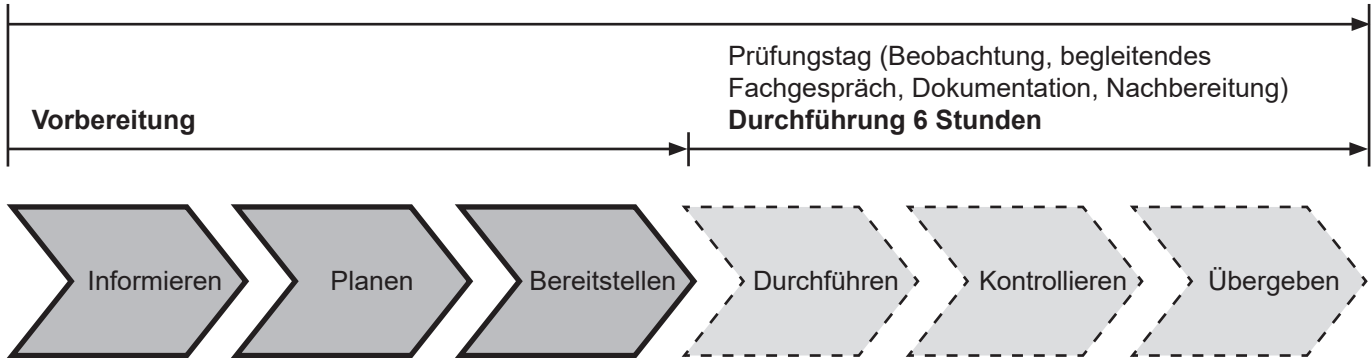 Prüfungstag (Beobachtung, begleitendes
Fachgespräch, Dokumentation, Nachbereitung)
Vorbereitung
Durchführung 6 Stunden
Informieren
Planen
Bereitstellen
Durchführen
Kontrollieren
Übergeben